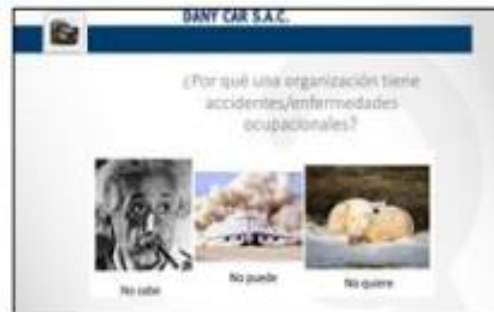 DANY CAR S.A.C.
¿Por qué una organización tiene
accidentes/enfermedades
ocupacionales?
No sabe
No puede
No quiere